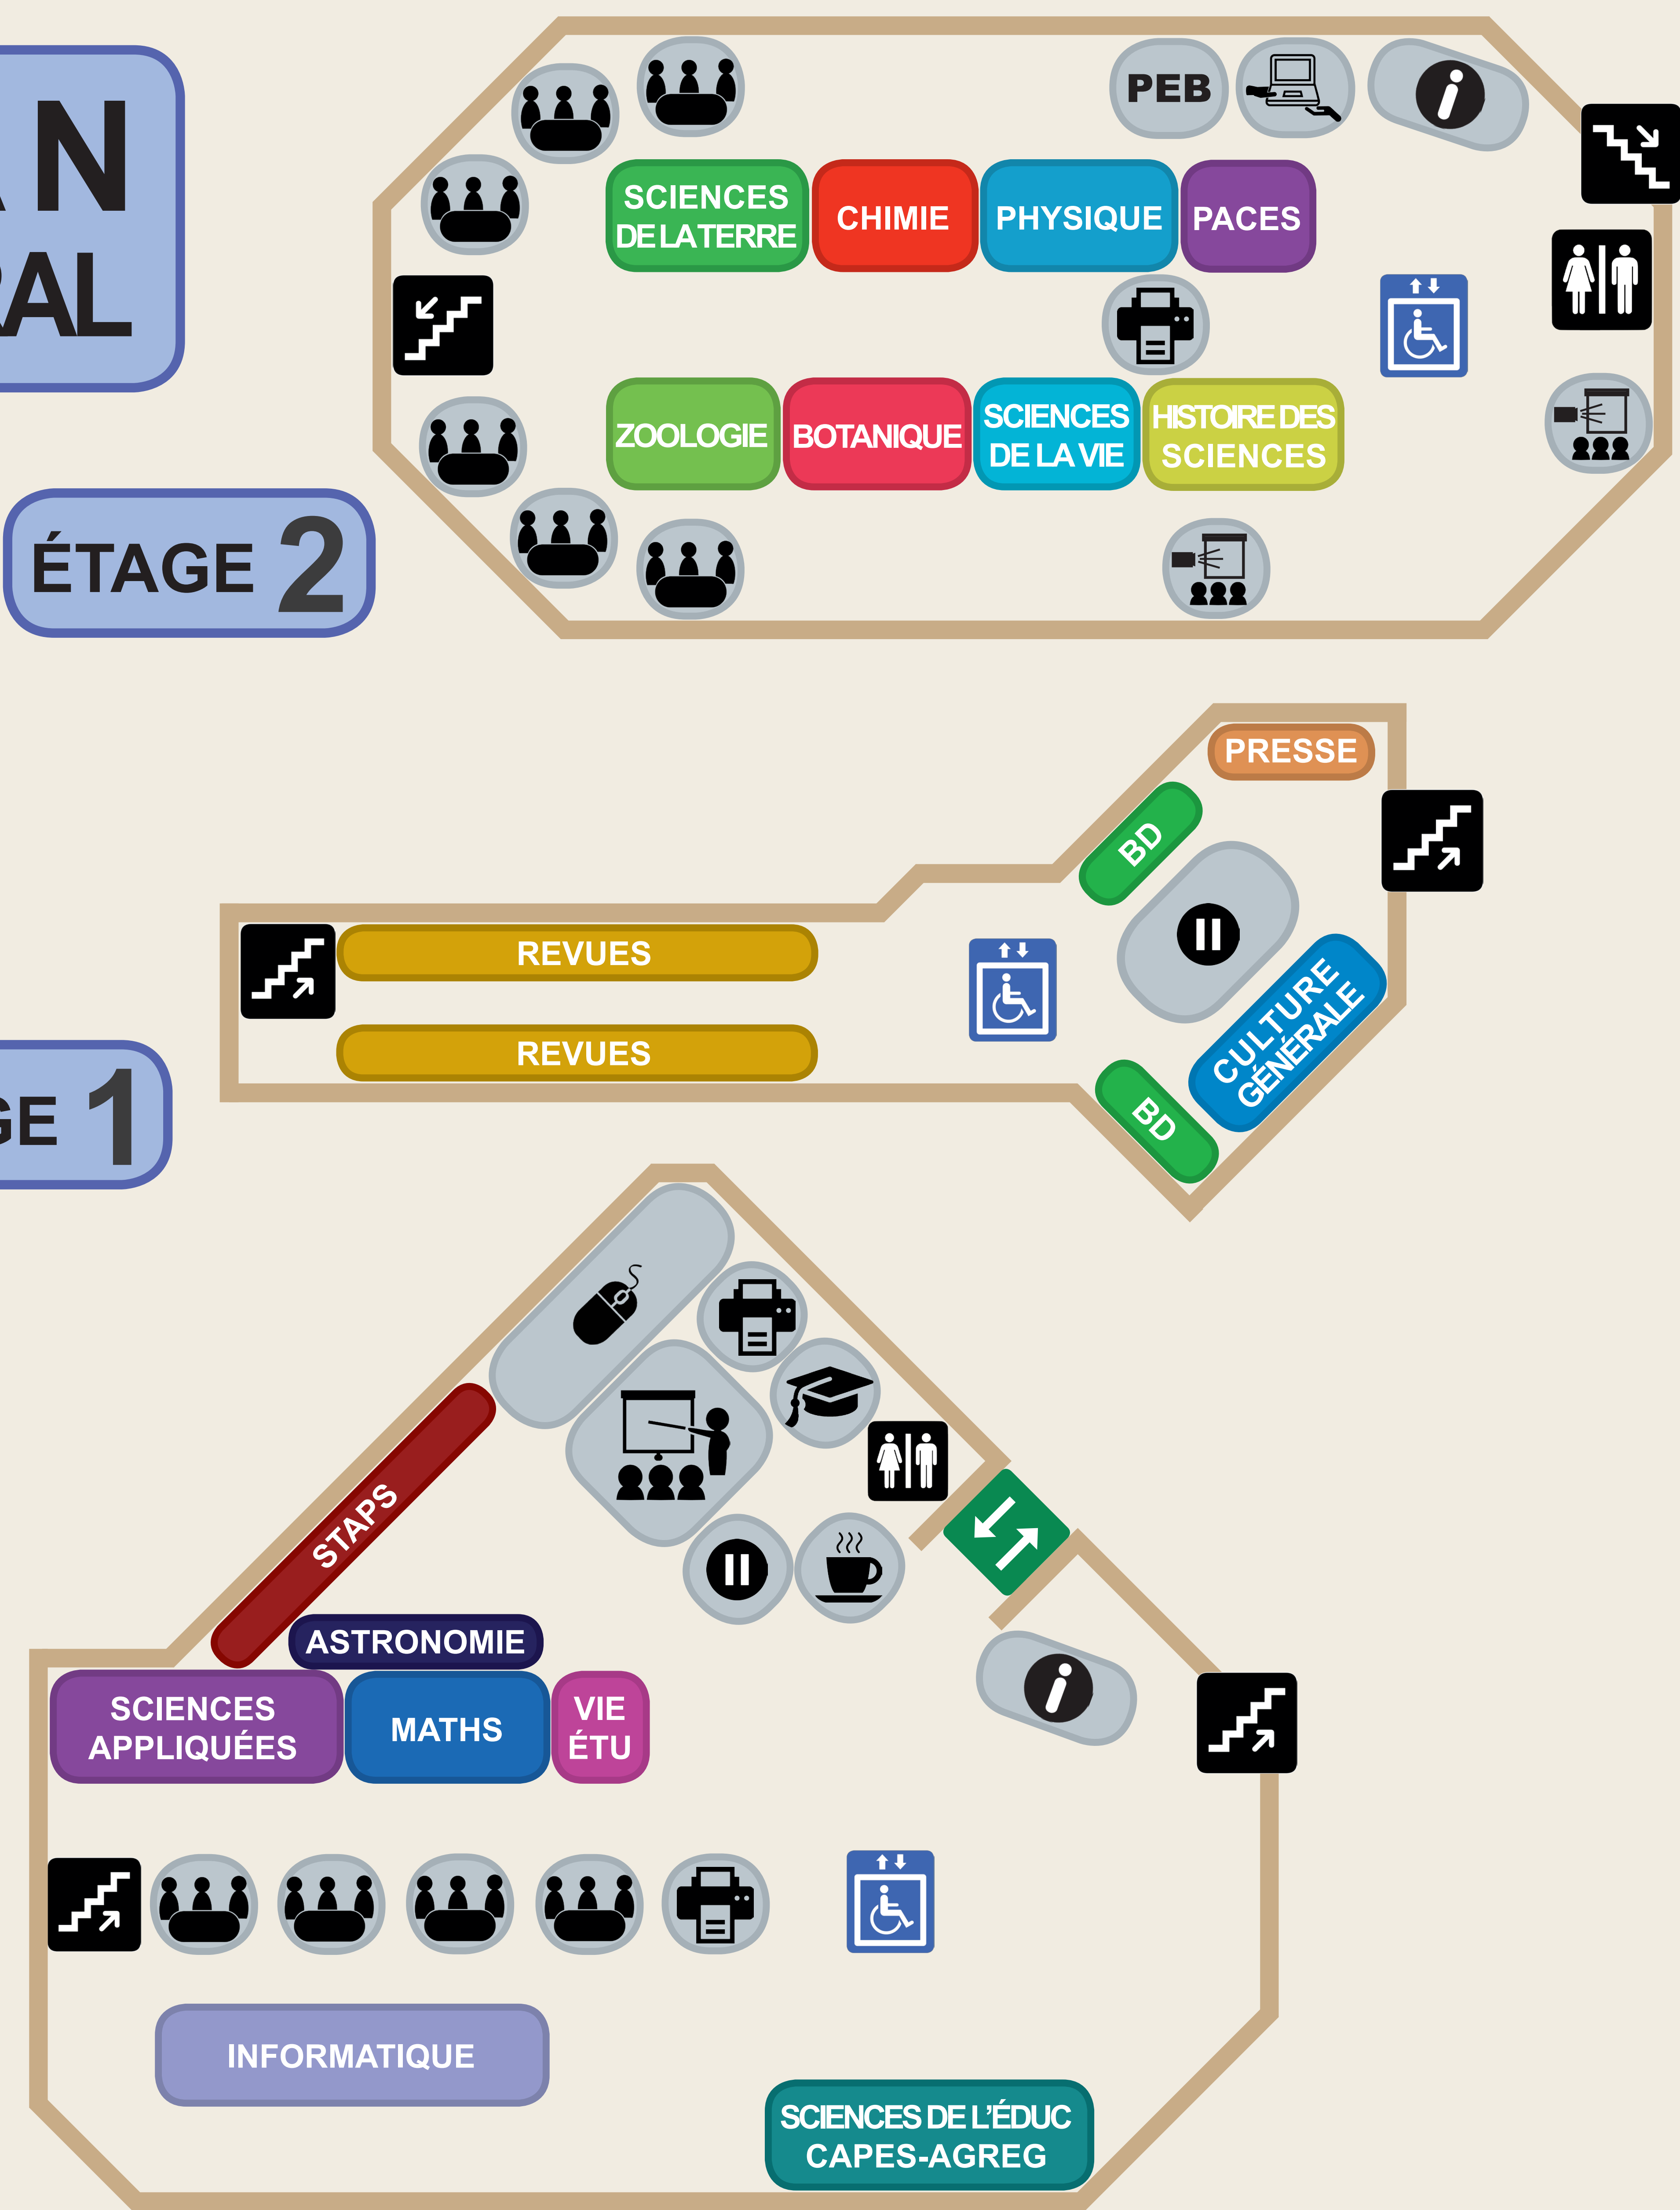 AN
RAL
PEB
SCIENCES
DE LA TERRE
CHIMIE
PHYSIQUE
PACES
ZOOLOGIE
BOTANIQUE
SCIENCES
DE LA VIE
HISTOIRE DES
SCIENCES
ÉTAGE 2
PRESSE
BD
REVUES
REVUES
CULTURE
GÉNÉRALE
BD
GE 1
STAPS
ASTRONOMIE
SCIENCES
APPLIQUÉES
MATHS
VIE
ÉTU
INFORMATIQUE
SCIENCES DE L'ÉDUC
CAPES-AGREG